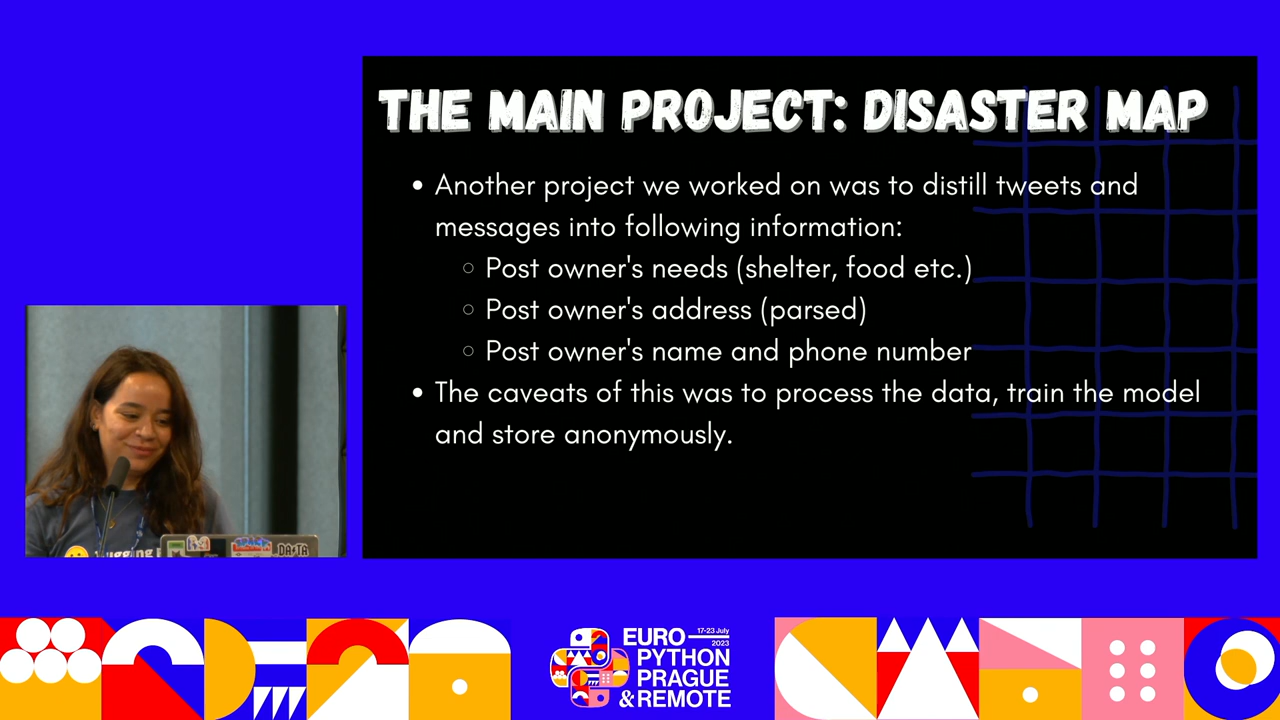 THE MAIN PROJECT: DISASTER MAP
Another project we worked on was to distill tweets and
messages into following information:
Post owner's needs (shelter, food etc.)
Post owner's address (parsed)
Post owner's name and phone number
The caveats of this was to process the data, train the model
and store anonymously.
DATA
EURO 17-23 July
2023
PYTHON
PRAGUE
& REMOTE